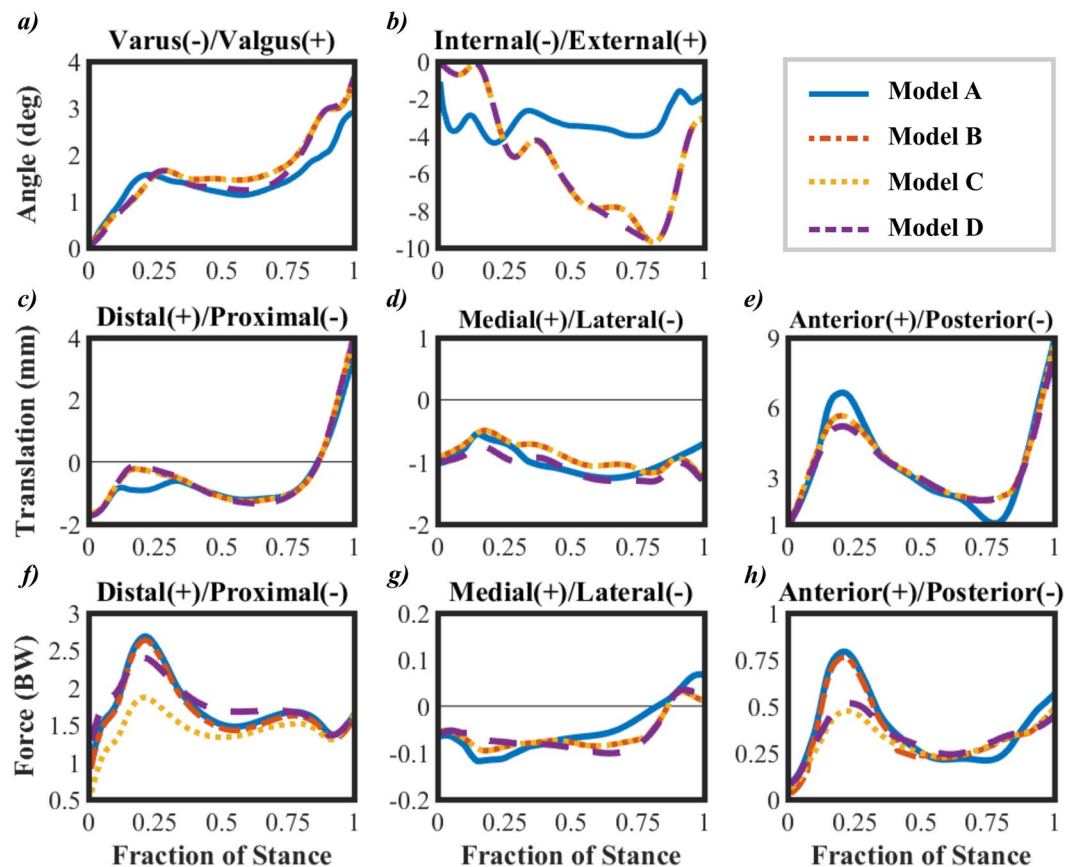 a)
Varus(-)/Valgus(+)
4
3
2
1
0
0 0.25 0.5 0.75 1
Angle (deg)
b)
Internal(-)/External(+)
0
-2
-4
-6
-8
-10
0 0.25 0.5 0.75 1
Model A
Model B
Model C
Model D
c)
Distal(+)/Proximal(-)
4
2
0
-2
0 0.25 0.5 0.75 1
Translation (mm)
d)
Medial(+)/Lateral(-)
1
0
-1
-2
0 0.25 0.5 0.75 1
e)
Anterior(+)/Posterior(-)
9
6
3
1
0 0.25 0.5 0.75 1
f)
Distal(+)/Proximal(-)
3
2.5
2
1.5
1
0.5
0 0.25 0.5 0.75 1
Force (BW)
Fraction of Stance
g)
Medial(+)/Lateral(-)
0.2
0.1
0
-0.1
-0.2
0 0.25 0.5 0.75 1
Fraction of Stance
h)
Anterior(+)/Posterior(-)
1
0.75
0.5
0.25
0
0 0.25 0.5 0.75 1
Fraction of Stance